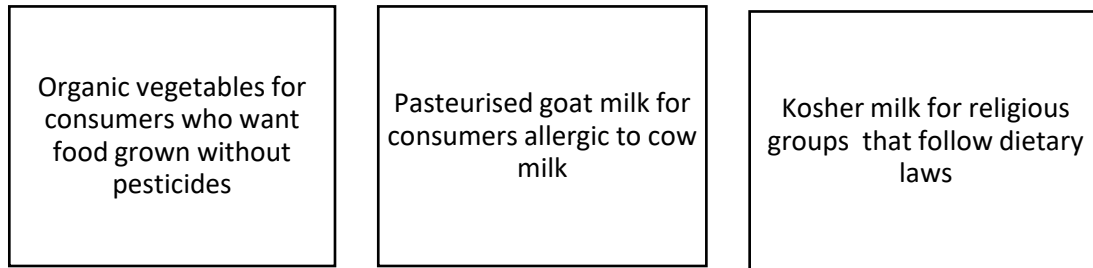 Organic vegetables for
consumers who want
food grown without
pesticides
Pasteurised goat milk for
consumers allergic to cow
milk
Kosher milk for religious
groups  that follow dietary
laws